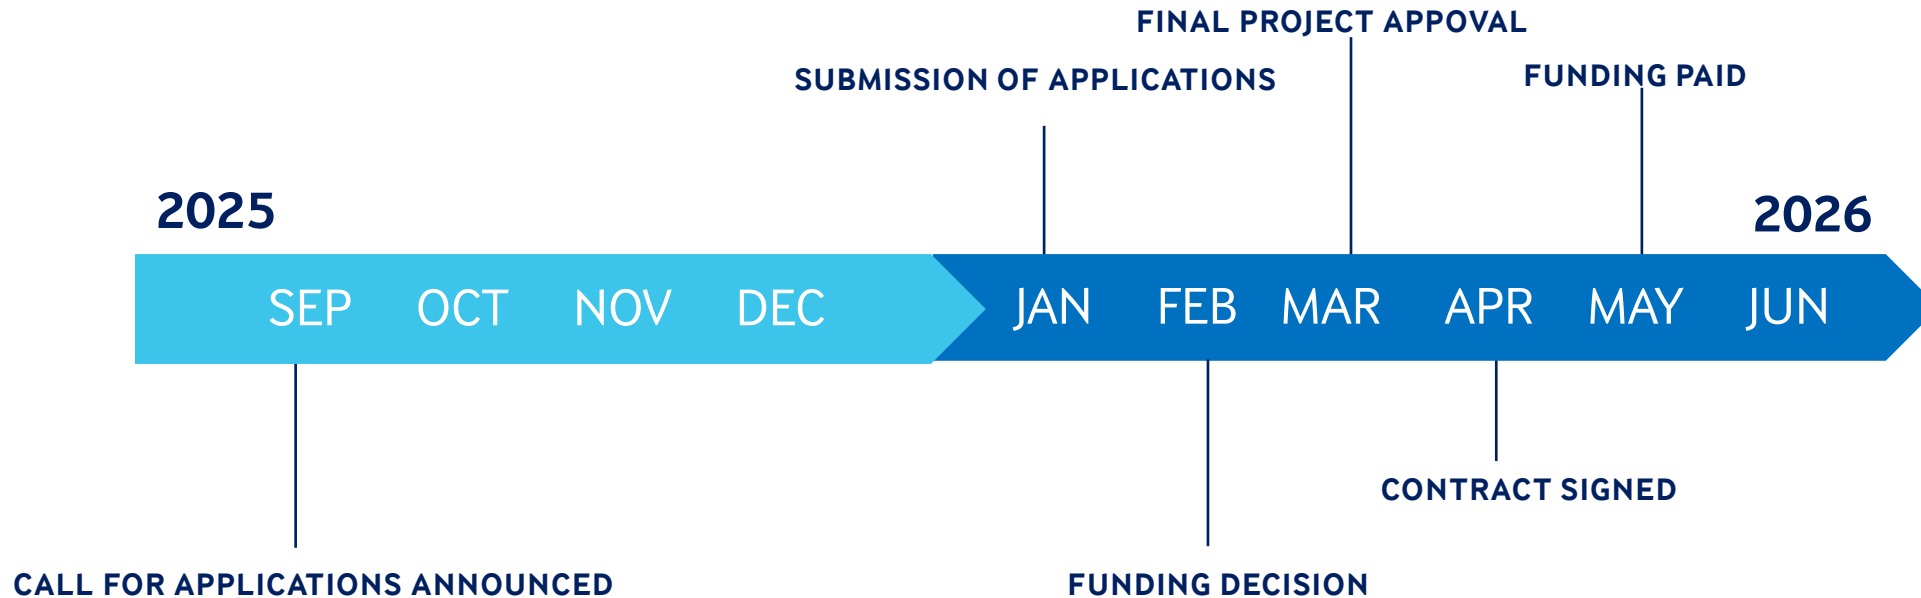 FINAL PROJECT APPOVAL
SUBMISSION OF APPLICATIONS
FUNDING PAID
2025
2026
SEP OCT NOV DEC JAN FEB MAR APR MAY JUN
CONTRACT SIGNED
CALL FOR APPLICATIONS ANNOUNCED
FUNDING DECISION